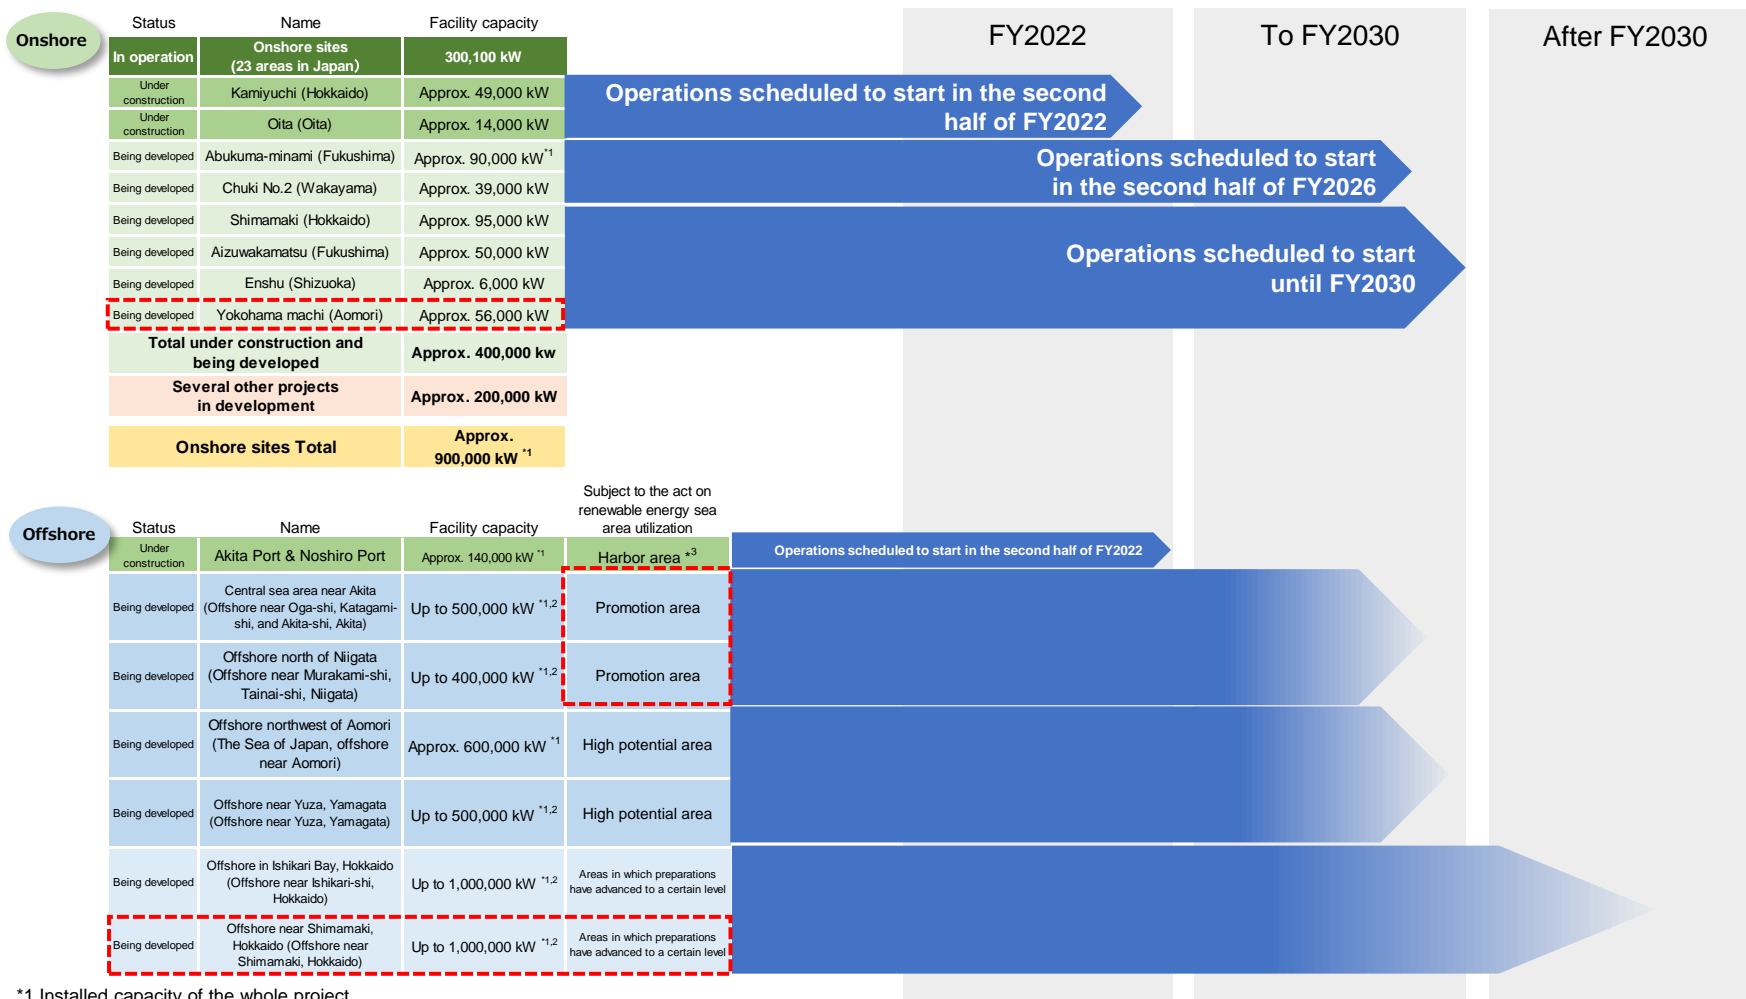 FY2022
To FY2030
After FY2030
Onshore
Status
Name
Facility capacity
In operation
Onshore sites
(23 areas in Japan)
300,100 kW
Under
construction
Kamiyuchi (Hokkaido)
Approx. 49,000 kW
Under
construction
Oita (Oita)
Approx. 14,000 kW
Operations scheduled to start in the second
half of FY2022
Being developed
Abukuma-minami (Fukushima)
Approx. 90,000 kW*1
Being developed
Chuki No.2 (Wakayama)
Approx. 39,000 kW
Operations scheduled to start
in the second half of FY2026
Being developed
Shimamaki (Hokkaido)
Approx. 95,000 kW
Being developed
Aizuwakamatsu (Fukushima)
Approx. 50,000 kW
Being developed
Enshu (Shizuoka)
Approx. 6,000 kW
Being developed
Yokohama machi (Aomori)
Approx. 56,000 kW
Operations scheduled to start
until FY2030
Total under construction and
being developed
Approx. 400,000 kw
Several other projects
in development
Approx. 200,000 kW
Onshore sites Total
Approx.
900,000 kW *1
Offshore
Status
Name
Facility capacity
Subject to the act on
renewable energy sea
area utilization
Under
construction
Akita Port & Noshiro Port
Approx. 140,000 kW *1
Harbor area *3
Operations scheduled to start in the second half of FY2022
Being developed
Central sea area near Akita
(Offshore near Oga-shi, Katagami-
shi, and Akita-shi, Akita)
Up to 500,000 kW *1,2
Promotion area
Being developed
Offshore north of Niigata
(Offshore near Murakami-shi,
Tainai-shi, Niigata)
Up to 400,000 kW *1,2
Promotion area
Being developed
Offshore northwest of Aomori
(The Sea of Japan, offshore
near Aomori)
Approx. 600,000 kW *1
High potential area
Being developed
Offshore near Yuza, Yamagata
(Offshore near Yuza, Yamagata)
Up to 500,000 kW *1,2
High potential area
Being developed
Offshore in Ishikari Bay, Hokkaido
(Offshore near Ishikari-shi,
Hokkaido)
Up to 1,000,000 kW *1,2
Areas in which preparations
have advanced to a certain level
Being developed
Offshore near Shimamaki,
Hokkaido (Offshore near
Shimamaki, Hokkaido)
Up to 1,000,000 kW *1,2
Areas in which preparations
have advanced to a certain level
*1 Installed capacity of the whole project